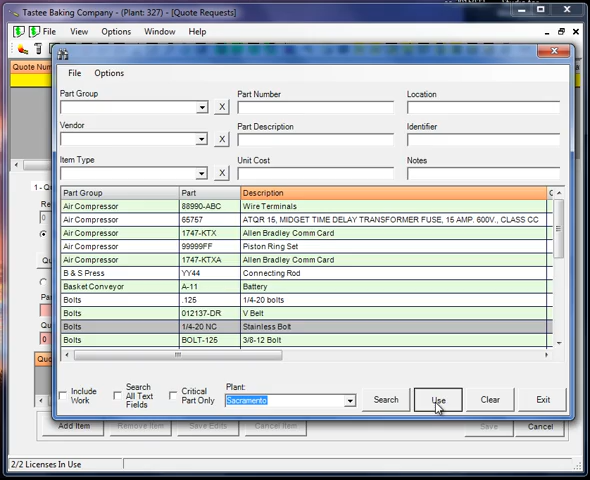 Tastee Baking Company - (Plant: 327) - [Quote Requests]
File View Options Window Help
Quote Num
File Options
Part Group Part Number Location
X
Vendor Part Description Identifier
X
Item Type Unit Cost Notes
X
Part Group Part Description
Air Compressor 88990-ABC Wire Terminals
Air Compressor 65757 ATQR 15, MIDGET TIME DELAY TRANSFORMER FUSE, 15 AMP. 600V., CLASS CC
Air Compressor 1747-KTX Allen Bradley Comm Card
Air Compressor 99999FF Piston Ring Set
Air Compressor 1747-KTXA Allen Bradley Comm Card
B & S Press YY44 Connecting Rod
Basket Conveyor A-11 Battery
Bolts .125 1/4-20 bolts
Bolts 012137-DR V Belt
Bolts 1/4-20 NC Stainless Bolt
Bolts BOLT-125 3/8-12 Bolt
Include Work
Search All Text Fields
Critical Part Only
Plant:
Sacramento
Search Use Clear Exit
Add Item Remove Item Save Edits Cancel Item Save Cancel
2/2 Licenses In Use